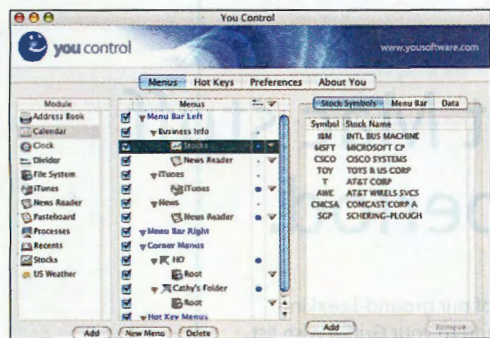 You Control
you control
www.yousoftware.com
Menus Hot Keys Preferences About You
Module
Address Book
Calendar
Clock
Divider
File System
iTunes
News Reader
Pasteboard
Processes
Recents
Stocks
US Weather
Menus
Menu Bar Left
Business Info
Stocks
News Reader
iTunes
iTunes
News
News Reader
Menu Bar Right
Corner Menus
HD
Root
Cathy's Folder
Root
Hot Key Menus
Add New Menu Delete
Stock Symbols Menu Bar Data
Symbol Stock Name
IBM INTL BUS MACHINE
MSFT MICROSOFT CP
CSCO CISCO SYSTEMS
TOY TOYS R US CORP
T AT&T CORP
AWE AT&T WIRELS SVCS
CMCSA COMCAST CORP A
SGP SCHERING-PLOUGH
Add Remove